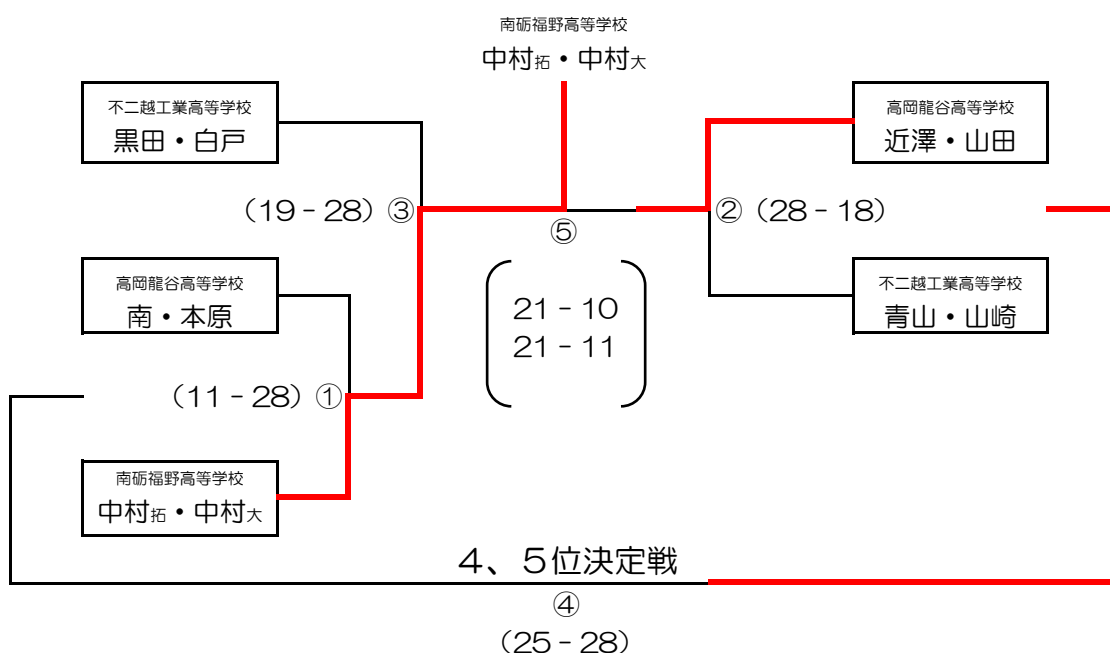 南砺福野高等学校
中村拓・中村大
不二越工業高等学校
黒田・白戸
高岡龍谷高等学校
近澤・山田
（19‐28）③
②（28‐18）
⑤
高岡龍谷高等学校
南・本原
不二越工業高等学校
青山・山崎
21‐10
21‐11
（11‐28）①
南砺福野高等学校
中村拓・中村大
４、５位決定戦
④
（25‐28）